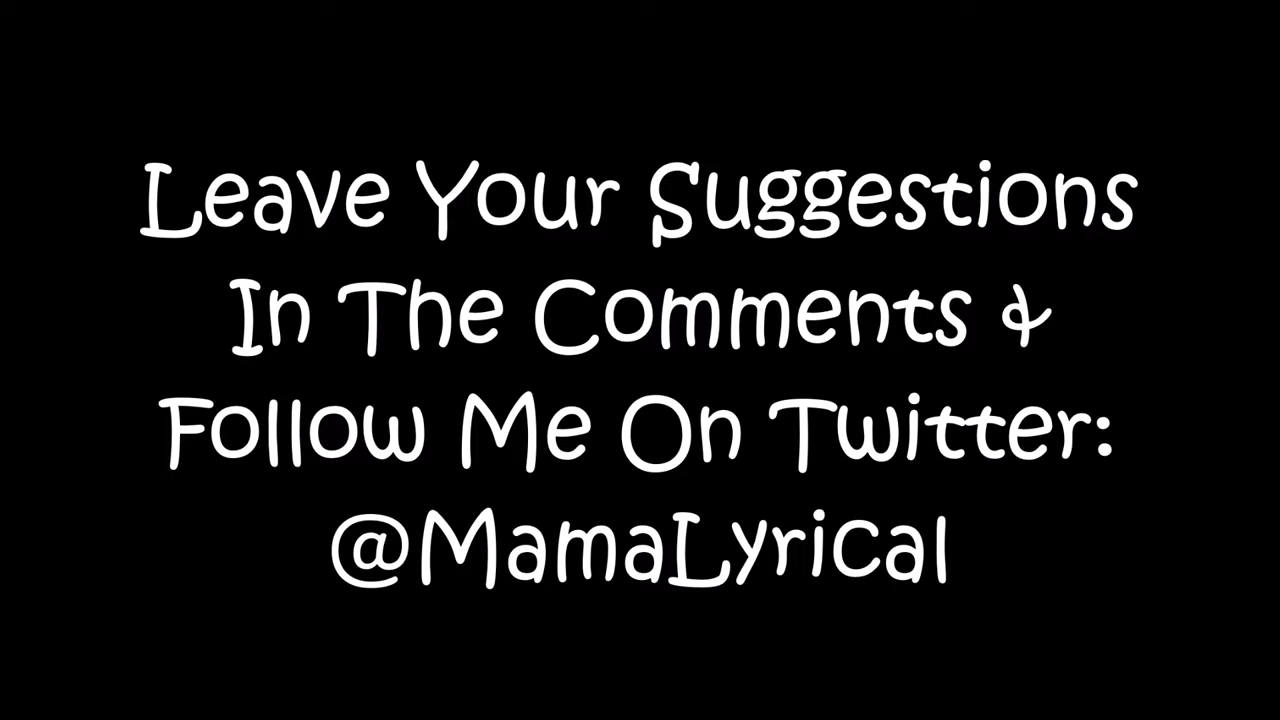 Leave Your Suggestions
In The Comments &
Follow Me On Twitter:
@MamaLyrical